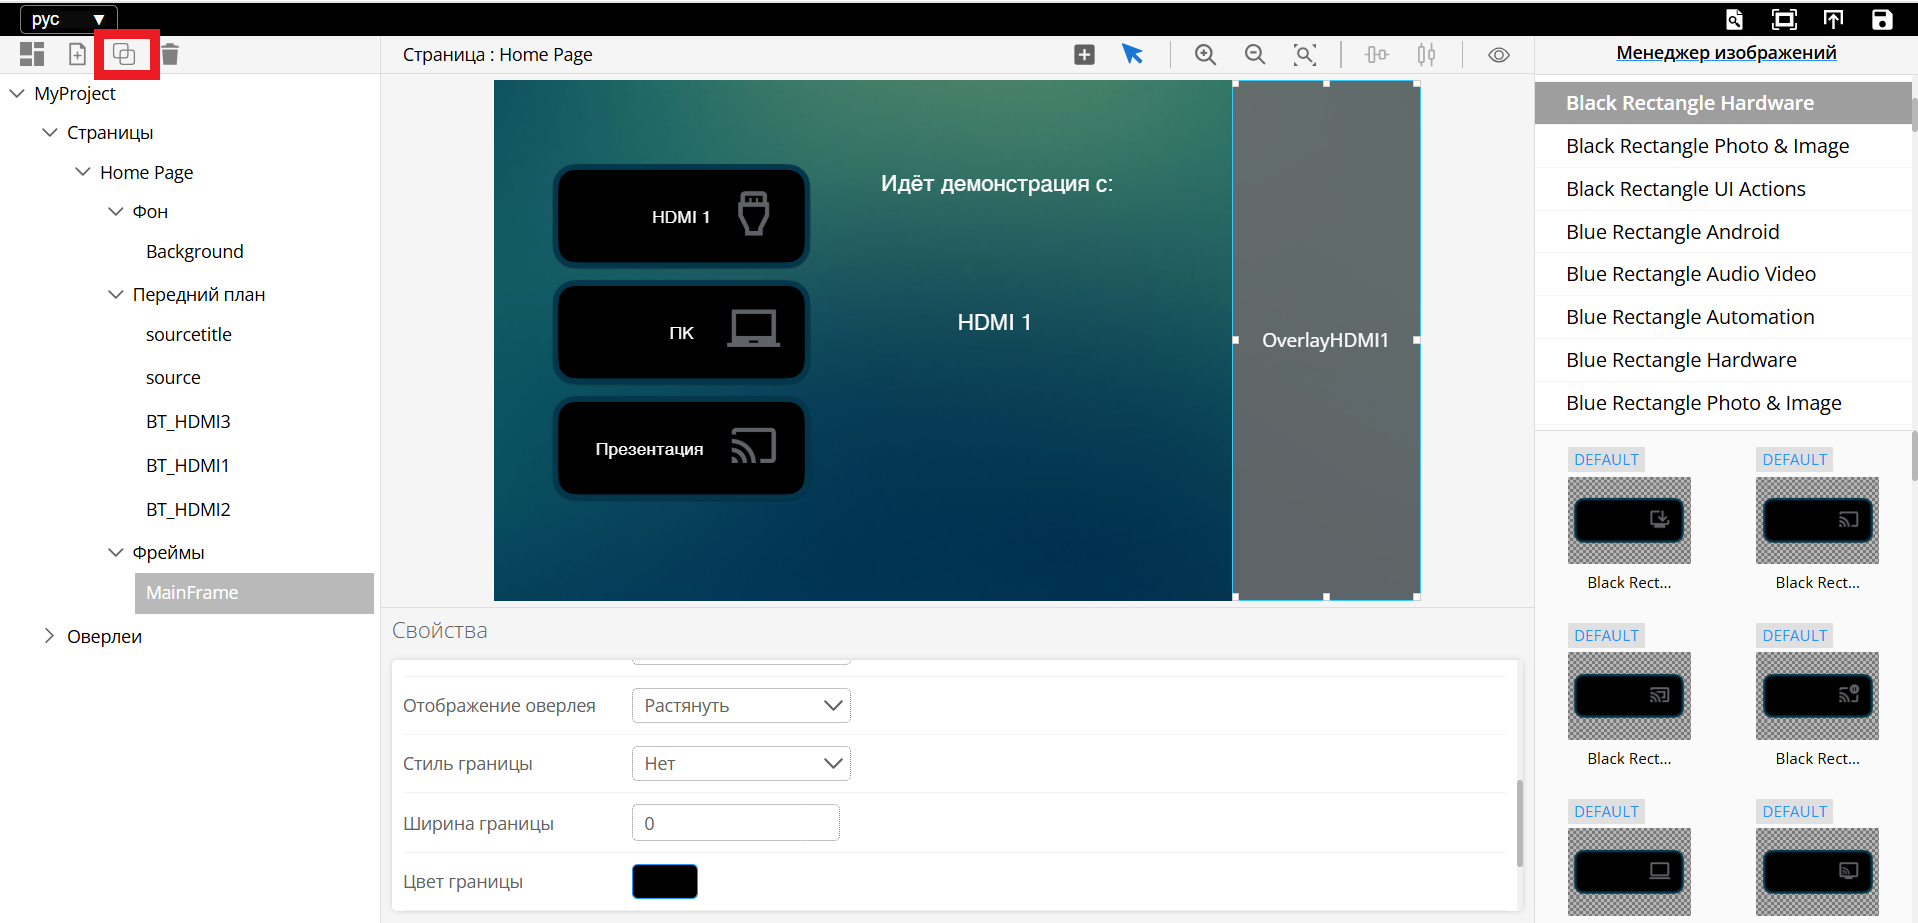 рус
Страница : Home Page
Менеджер изображений
MyProject
Страницы
Home Page
Фон
Background
Передний план
sourcetitle
source
BT_HDMI3
BT_HDMI1
BT_HDMI2
Фреймы
MainFrame
Оверлеи
HDMI 1
ПК
Презентация
Идёт демонстрация с:
HDMI 1
OverlayHDMI1
Свойства
Отображение оверлея
Растянуть
Стиль границы
Нет
Ширина границы
0
Цвет границы
Black Rectangle Hardware
Black Rectangle Photo & Image
Black Rectangle UI Actions
Blue Rectangle Android
Blue Rectangle Audio Video
Blue Rectangle Automation
Blue Rectangle Hardware
Blue Rectangle Photo & Image
DEFAULT
DEFAULT
Black Rect...
Black Rect...
DEFAULT
DEFAULT
Black Rect...
Black Rect...
DEFAULT
DEFAULT